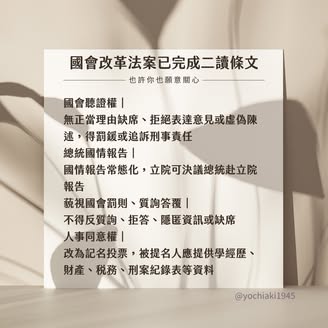 國會改革法案已完成二讀條文
也許你也願意關心
國會聽證權｜
無正當理由缺席、拒絕表達意見或虛偽陳
述，得罰鍰或追訴刑事責任
總統國情報告｜
國情報告常態化，立院可決議總統赴立院
報告
藐視國會罰則、質詢答覆｜
不得反質詢、拒答、隱匿資訊或缺席
人事同意權｜
改為記名投票，被提名人應提供學經歷、
財產、稅務、刑案紀錄表等資料
@yochiaki1945